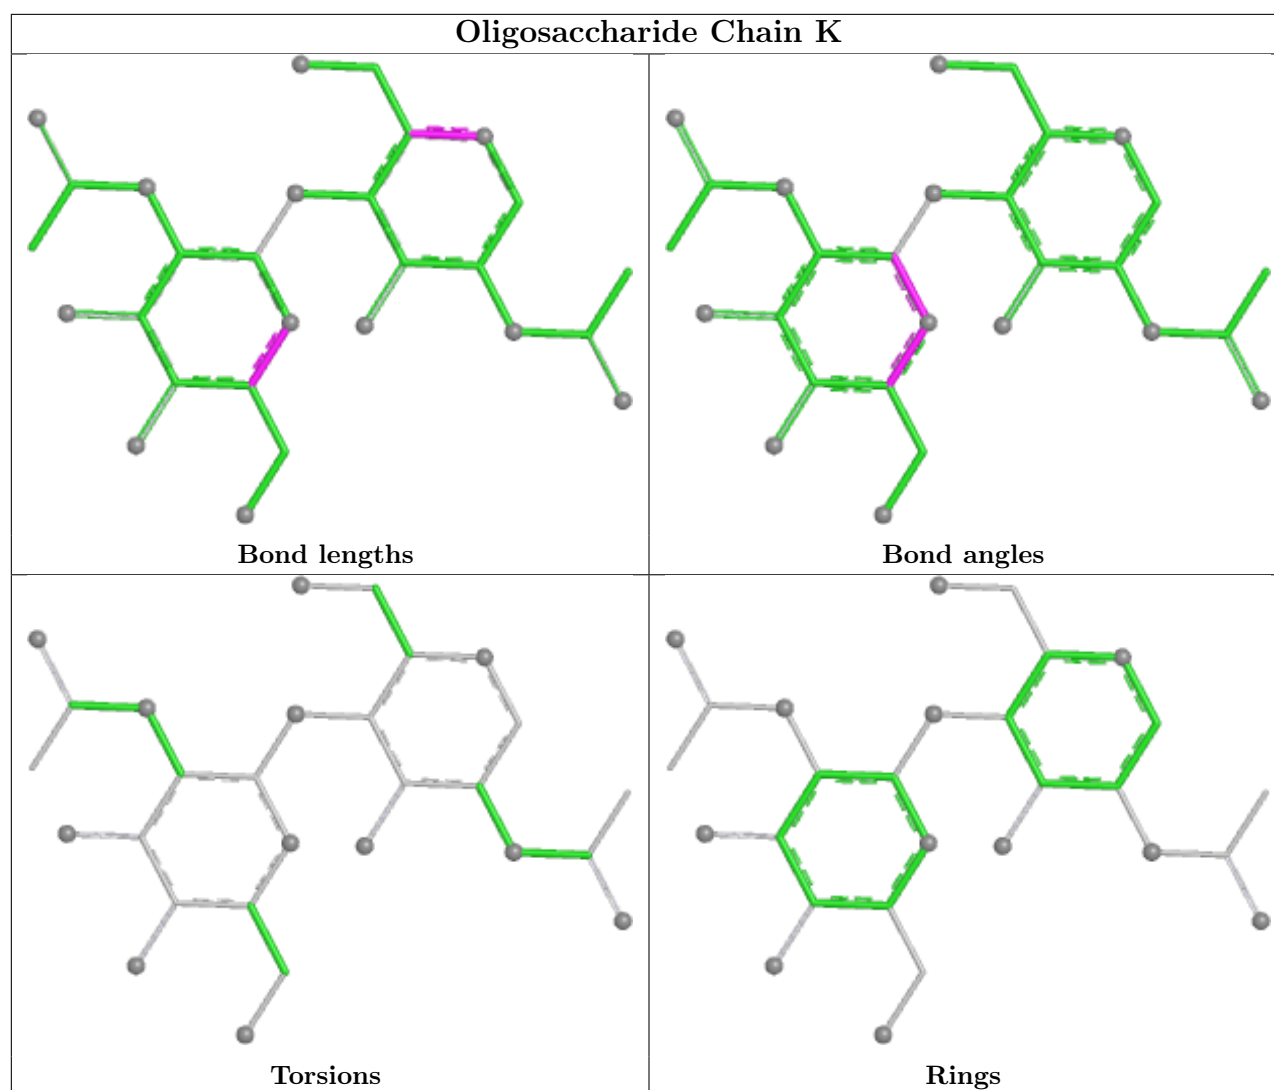 Oligosaccharide Chain K
Bond lengths
Bond angles
Torsions
Rings